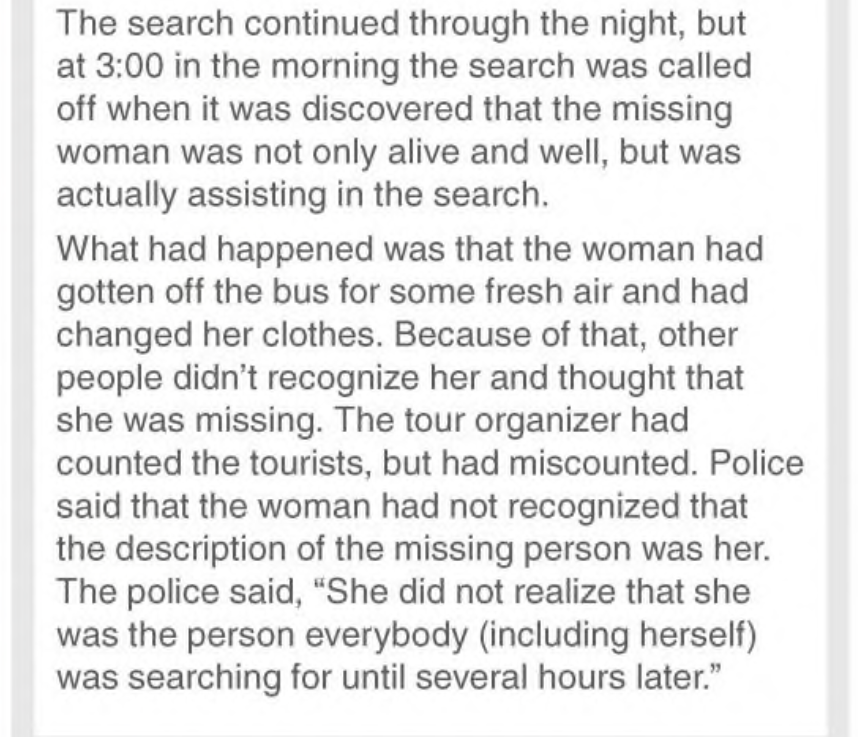 The search continued through the night, but
at 3:00 in the morning the search was called
off when it was discovered that the missing
woman was not only alive and well, but was
actually assisting in the search.
What had happened was that the woman had
gotten off the bus for some fresh air and had
changed her clothes. Because of that, other
people didn’t recognize her and thought that
she was missing. The tour organizer had
counted the tourists, but had miscounted. Police
said that the woman had not recognized that
the description of the missing person was her.
The police said, “She did not realize that she
was the person everybody (including herself)
was searching for until several hours later.”